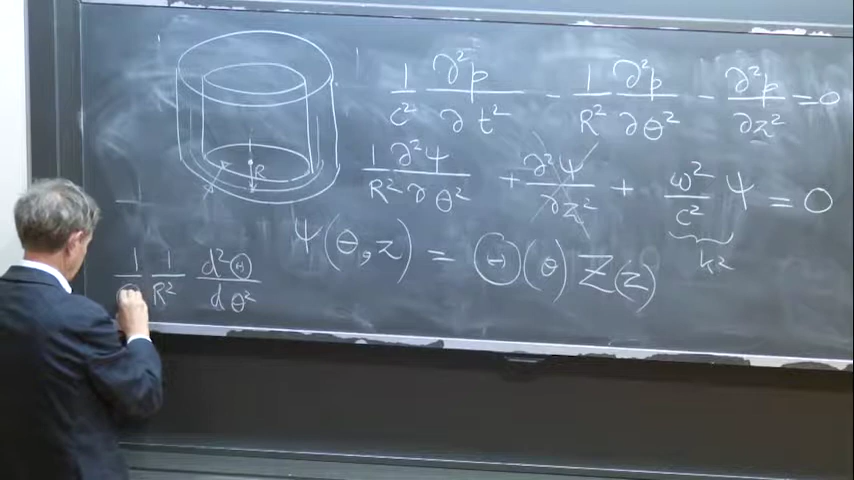 R
1/c² ∂²p/∂t² - 1/R² ∂²p/∂θ² - ∂²p/∂z² = 0
1/R² ∂²Ψ/∂θ² + ∂²Ψ/∂z² + ω²/c² Ψ = 0
k²
Ψ(θ,z) = Θ(θ) Z(z)
1/Θ 1/R² d²Θ/dθ²